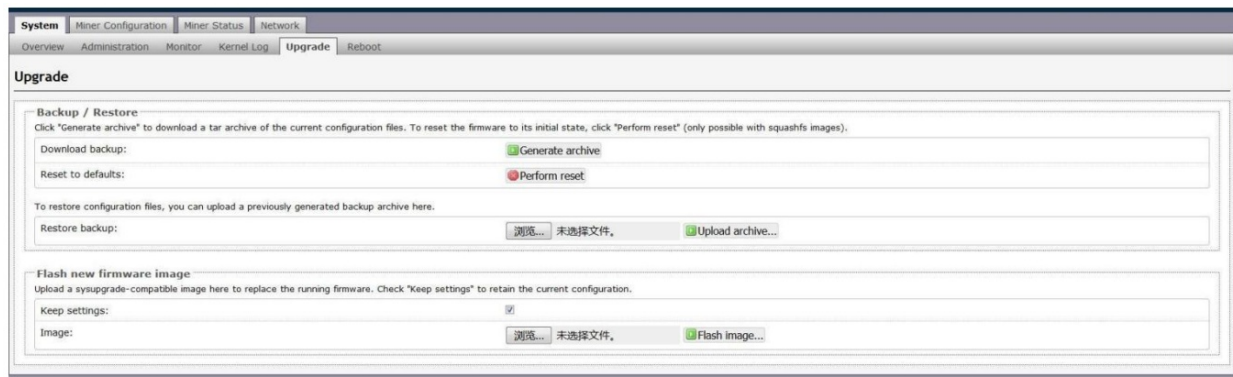 System Miner Configuration Miner Status Network
Overview Administration Monitor Kernel Log Upgrade Reboot
Upgrade
Backup / Restore
Click "Generate archive" to download a tar archive of the current configuration files. To reset the firmware to its initial state, click "Perform reset" (only possible with squashfs images).
Download backup: Generate archive
Reset to defaults: Perform reset
To restore configuration files, you can upload a previously generated backup archive here.
Restore backup: 浏览... 未选择文件。 Upload archive...
Flash new firmware image
Upload a sysupgrade-compatible image here to replace the running firmware. Check "Keep settings" to retain the current configuration.
Keep settings:
Image: 浏览... 未选择文件。 Flash image...